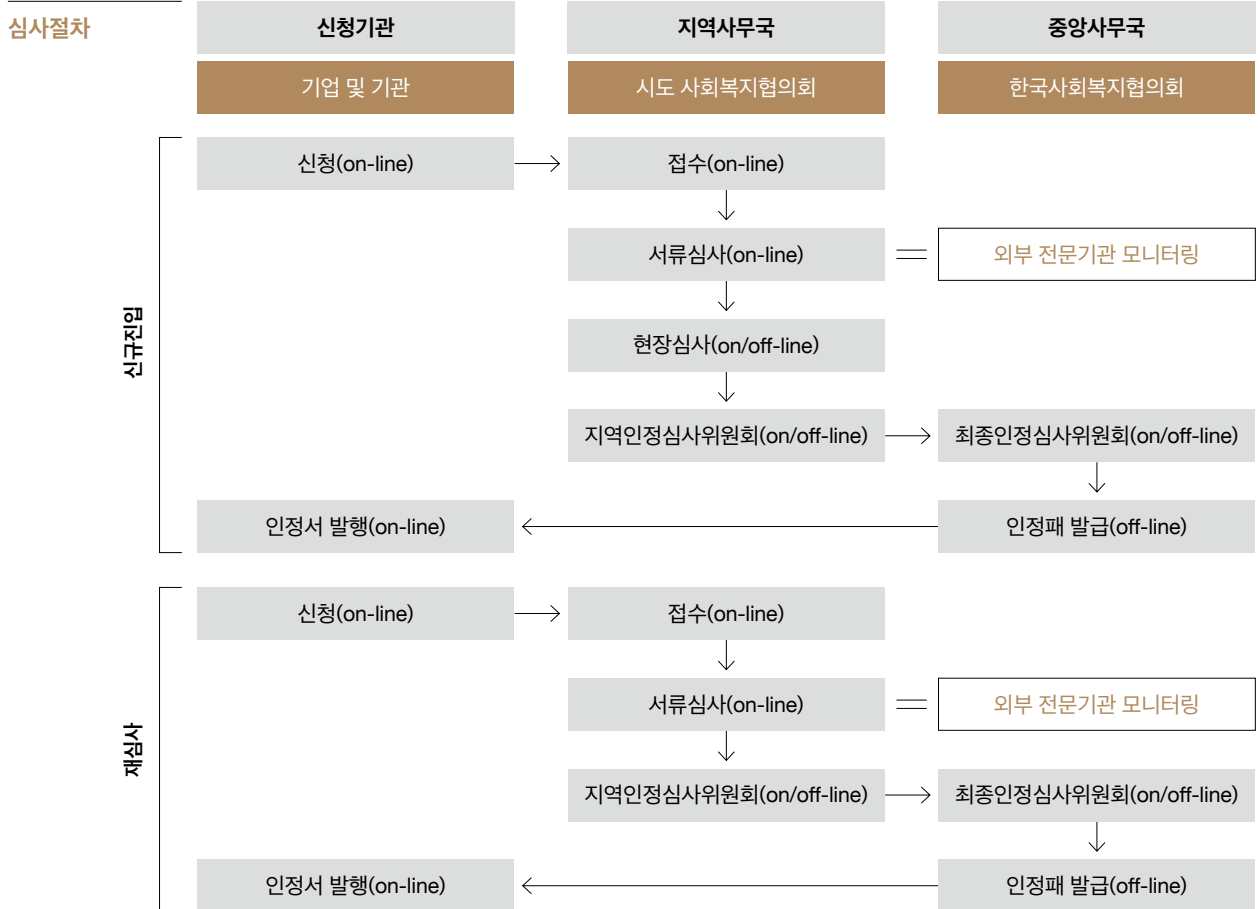 심사절차
신청기관
지역사무국
중앙사무국
기업 및 기관
시도 사회복지협의회
한국사회복지협의회
신규진입
신청(on-line)
접수(on-line)
서류심사(on-line)
외부 전문기관 모니터링
현장심사(on/off-line)
지역인정심사위원회(on/off-line)
최종인정심사위원회(on/off-line)
인정서 발행(on-line)
인정패 발급(off-line)
재심사
신청(on-line)
접수(on-line)
서류심사(on-line)
외부 전문기관 모니터링
지역인정심사위원회(on/off-line)
최종인정심사위원회(on/off-line)
인정서 발행(on-line)
인정패 발급(off-line)